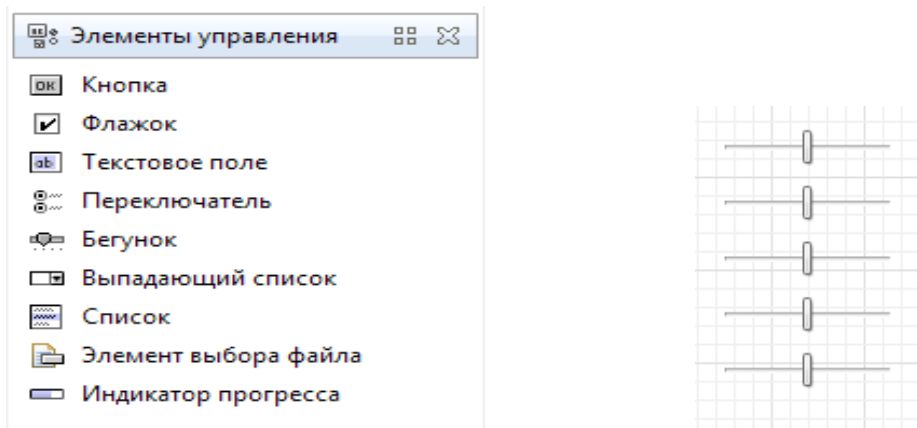 Элементы управления
OK Кнопка
Флажок
ab Текстовое поле
Переключатель
Бегунок
Выпадающий список
Список
Элемент выбора файла
Индикатор прогресса